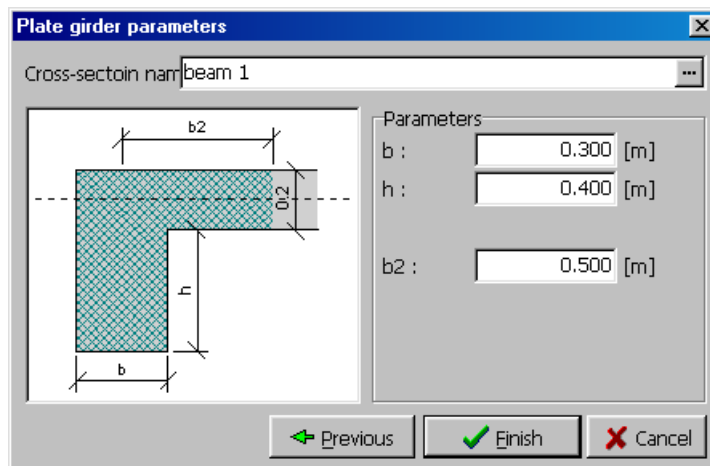 Plate girder parameters
Cross-sectoin nam beam 1 ...
b2
0.2
h
b
Parameters
b : 0.300 [m]
h : 0.400 [m]
b2 : 0.500 [m]
Previous Finish Cancel